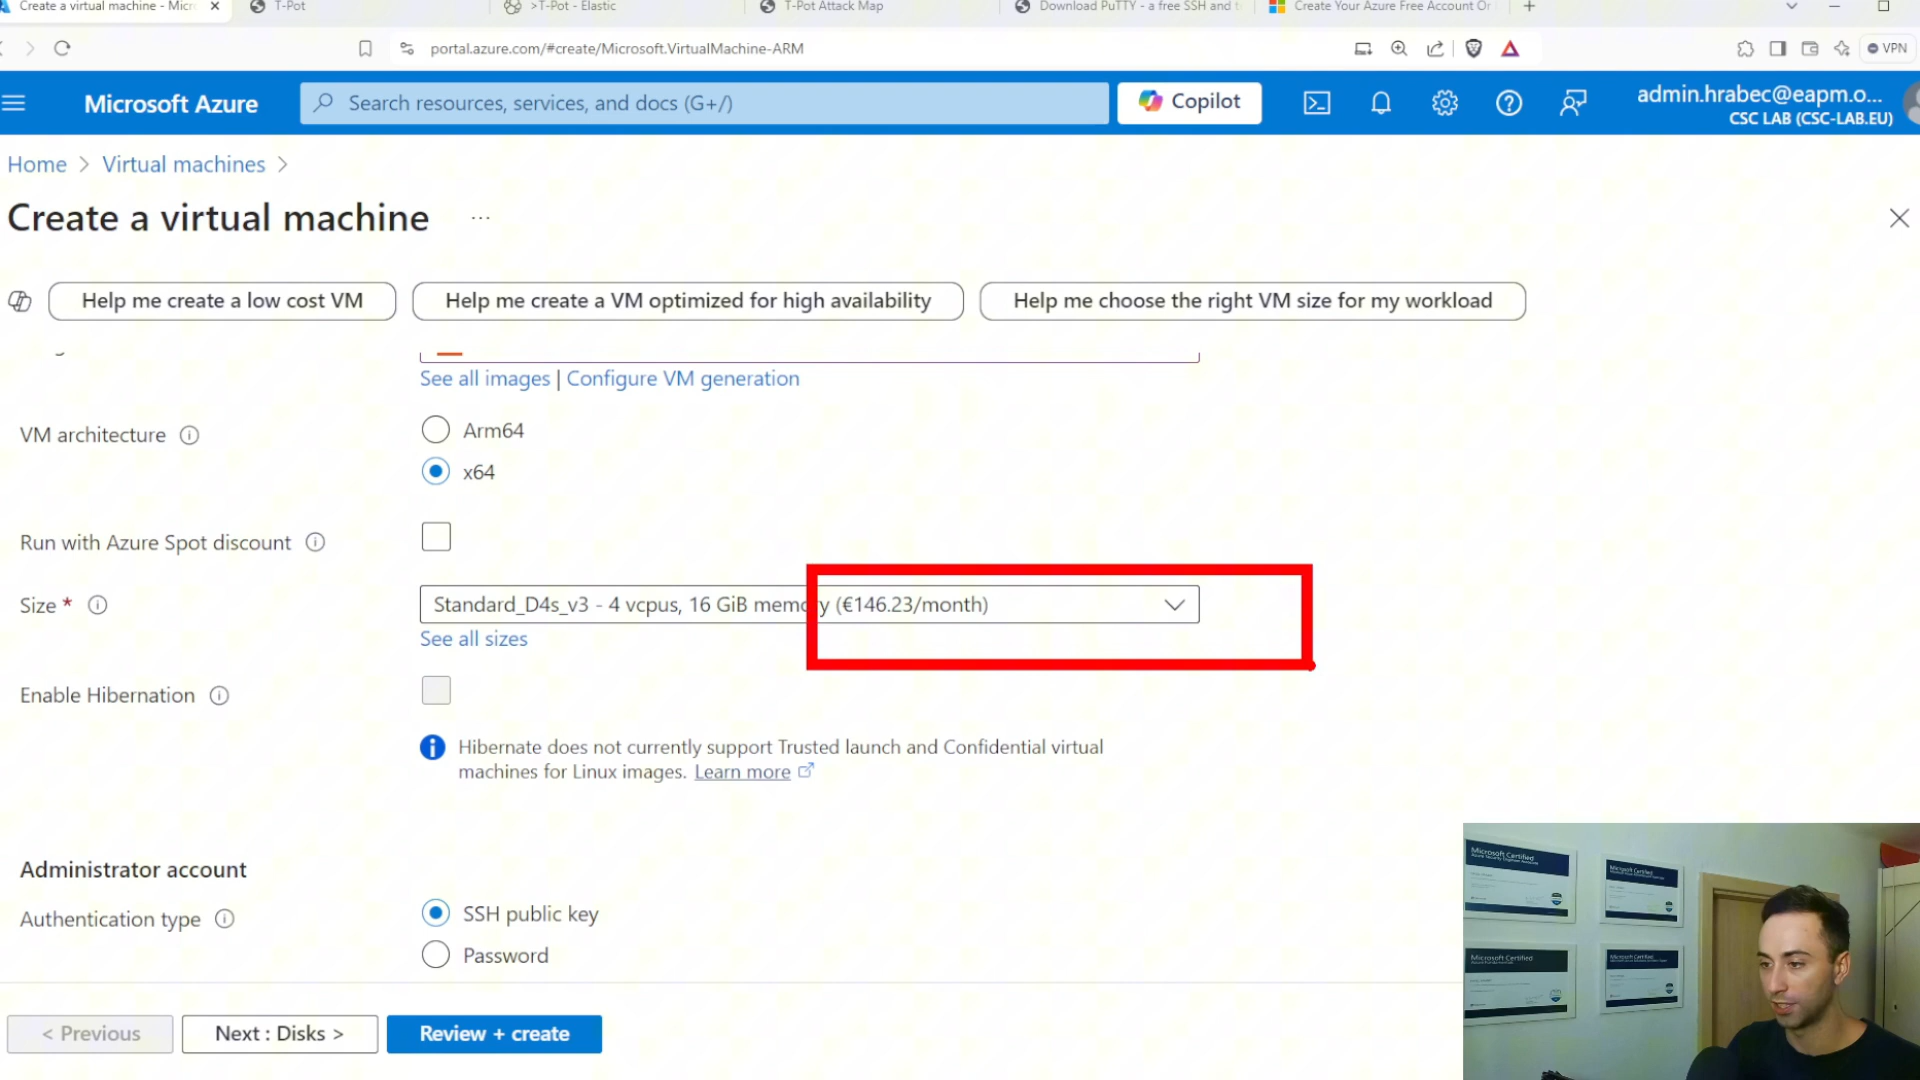 Create a virtual machine - Micr
T-Pot
>T-Pot - Elastic
T-Pot Attack Map
Download PuTTY - a free SSH and t
Create Your Azure Free Account Or
portal.azure.com/#create/Microsoft.VirtualMachine-ARM
VPN
Microsoft Azure
Search resources, services, and docs (G+/)
Copilot
admin.hrabec@eapm.o...
CSC LAB (CSC-LAB.EU)
Home > Virtual machines >
Create a virtual machine ...
Help me create a low cost VM
Help me create a VM optimized for high availability
Help me choose the right VM size for my workload
See all images | Configure VM generation
VM architecture
Arm64
x64
Run with Azure Spot discount
Size *
Standard_D4s_v3 - 4 vcpus, 16 GiB memory (€146.23/month)
See all sizes
Enable Hibernation
Hibernate does not currently support Trusted launch and Confidential virtual
machines for Linux images. Learn more
Administrator account
Authentication type
SSH public key
Password
< Previous
Next : Disks >
Review + create
Microsoft Certified
Microsoft Certified
Microsoft Certified
Microsoft Certified